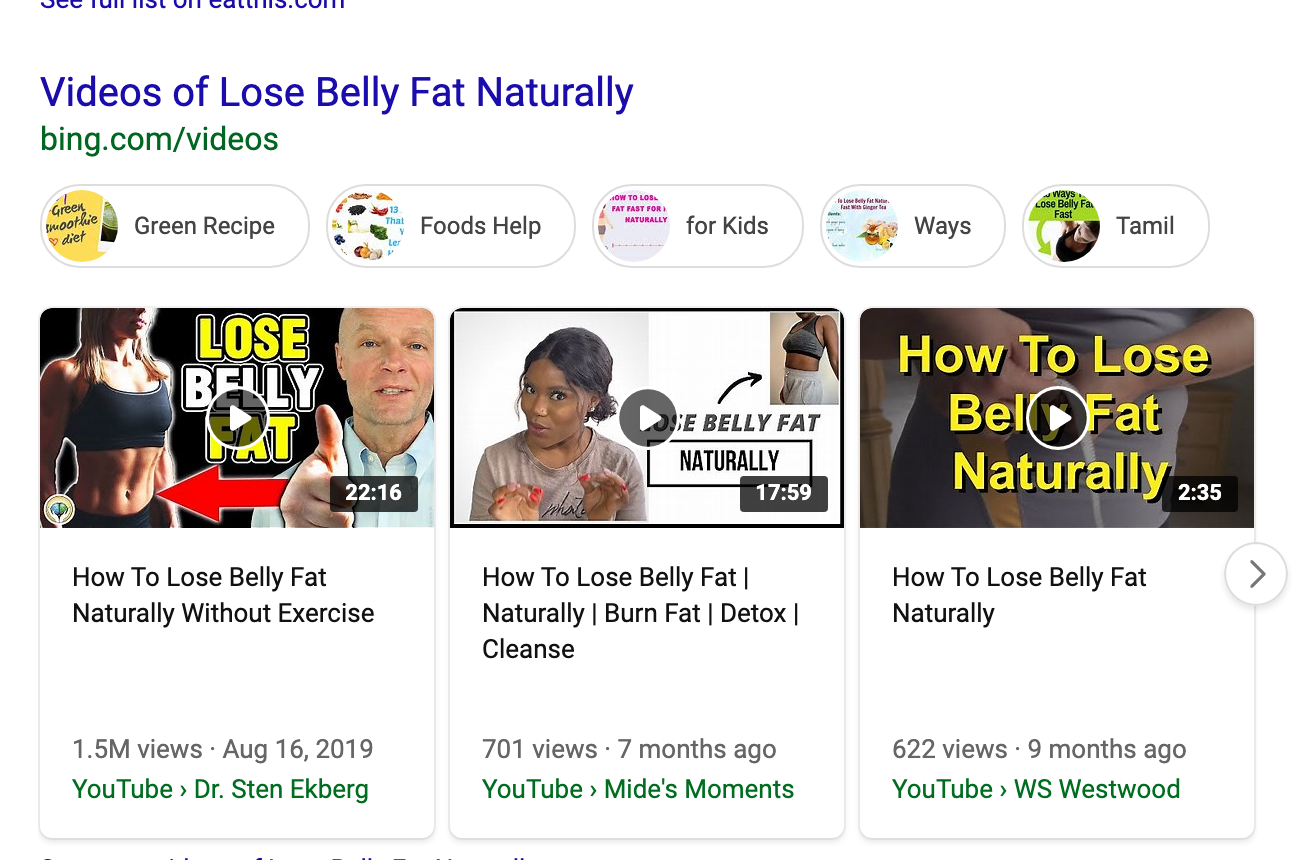 See full list on eatthis.com
Videos of Lose Belly Fat Naturally
bing.com/videos
Green smoothie diet
Green Recipe
13
That
Foods Help
HOW TO LOSE
FAT FAST FOR
NATURALLY
for Kids
To Lose Belly Fat
Fast With Ginger Tea
Ways
Ways
Lose Belly Fat
Fast
Tamil
LOSE
BELLY
FAT
22:16
LOSE BELLY FAT
NATURALLY
17:59
How To Lose
Belly Fat
Naturally
2:35
How To Lose Belly Fat
Naturally Without Exercise
1.5M views · Aug 16, 2019
YouTube › Dr. Sten Ekberg
How To Lose Belly Fat |
Naturally | Burn Fat | Detox |
Cleanse
701 views · 7 months ago
YouTube › Mide's Moments
How To Lose Belly Fat
Naturally
622 views · 9 months ago
YouTube › WS Westwood